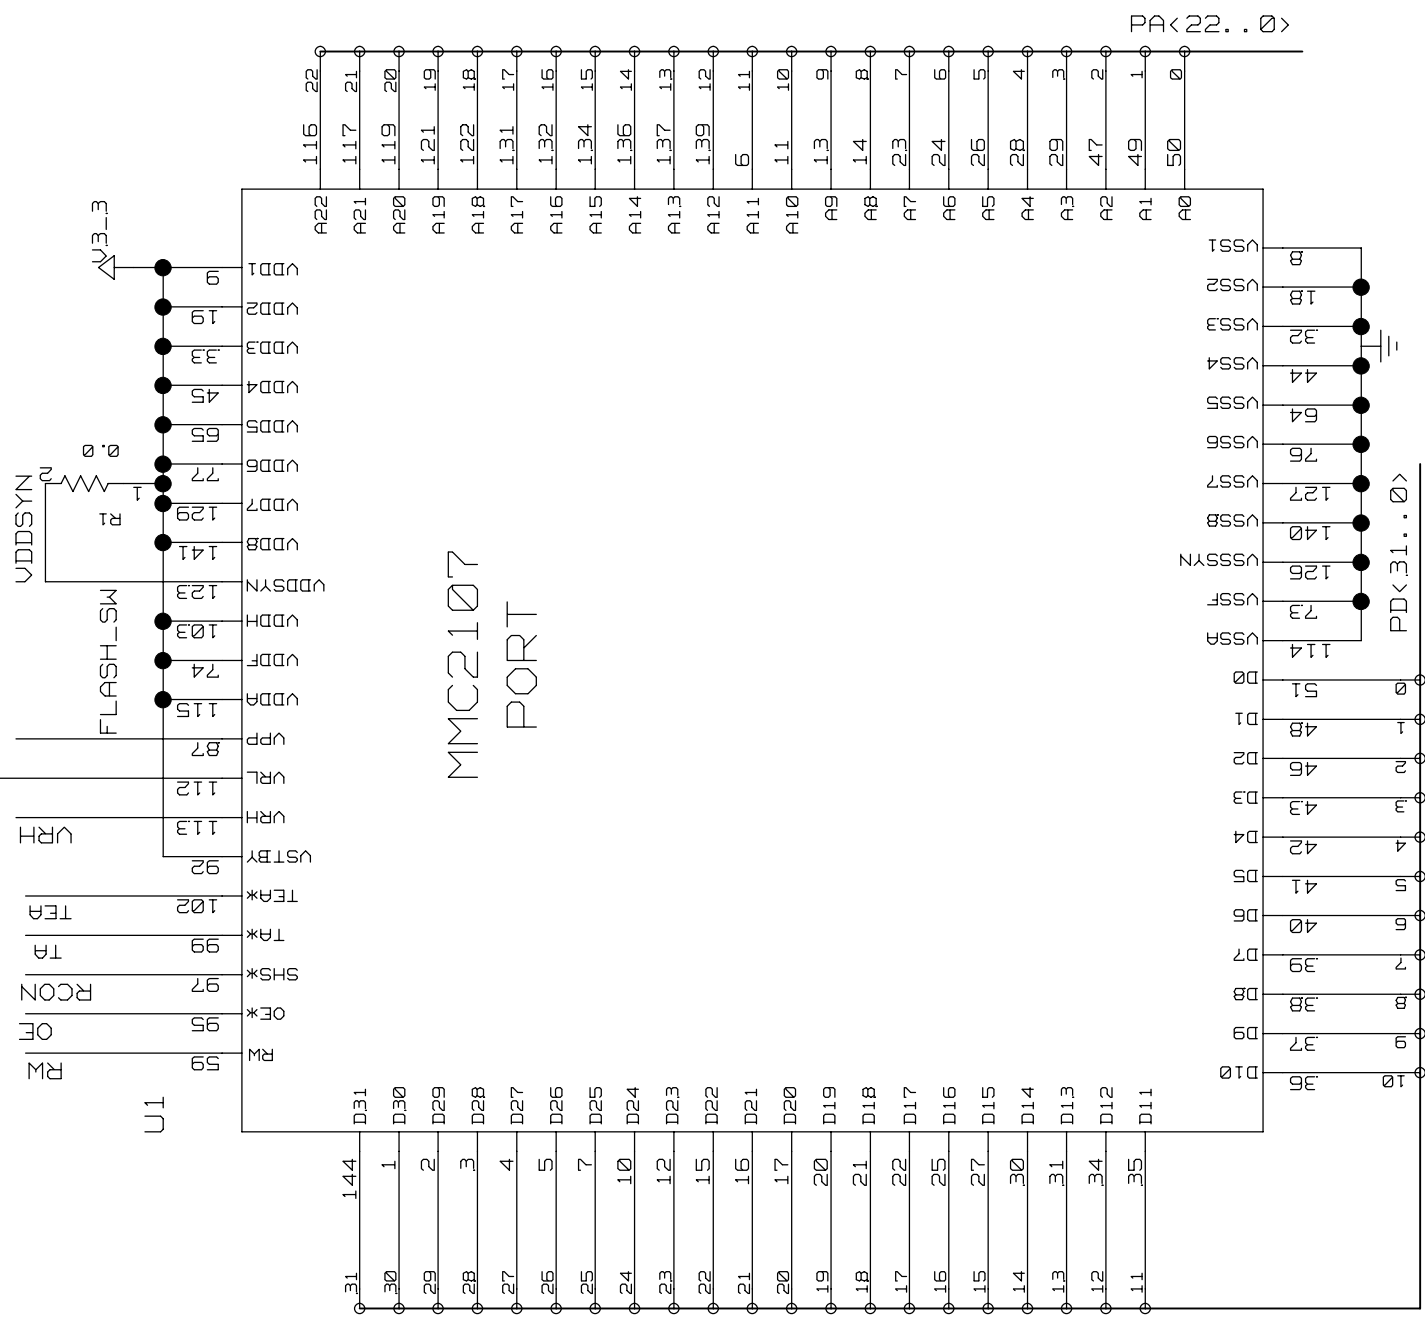 PA<22..0>
22 21 20 19 18 17 16 15 14 13 12 11 10 9 8 7 6 5 4 3 2 1 0
116 117 119 121 122 131 132 134 136 137 139 6 11 13 14 23 24 26 28 29 47 49 50
A22 A21 A20 A19 A18 A17 A16 A15 A14 A13 A12 A11 A10 A9 A8 A7 A6 A5 A4 A3 A2 A1 A0
V3_3
9 VDD1
19 VDD2
33 VDD3
45 VDD4
65 VDD5
77 VDD6
129 VDD7
141 VDD8
123 VDDSYN
103 VDDH
74 VDDF
115 VDDA
87 VPP
112 VRL
113 VRH
92 VSTBY
102 TEA*
99 TA*
97 SHS*
95 OE*
59 RW
0.0
2
1
R1
VDDSYN
FLASH_SW
VRH
TEA
TA
RCON
OE
RW
U1
MMC2107
PORT
VSS1 8
VSS2 18
VSS3 32
VSS4 44
VSS5 64
VSS6 76
VSS7 127
VSS8 140
VSSSYN 126
VSSF 73
VSSA 114
PD<31..0>
D0 51 0
D1 48 1
D2 46 2
D3 43 3
D4 42 4
D5 41 5
D6 40 6
D7 39 7
D8 38 8
D9 37 9
D10 36 10
D31 D30 D29 D28 D27 D26 D25 D24 D23 D22 D21 D20 D19 D18 D17 D16 D15 D14 D13 D12 D11
144 1 2 3 4 5 7 10 12 15 16 17 20 21 22 25 27 30 31 34 35
31 30 29 28 27 26 25 24 23 22 21 20 19 18 17 16 15 14 13 12 11